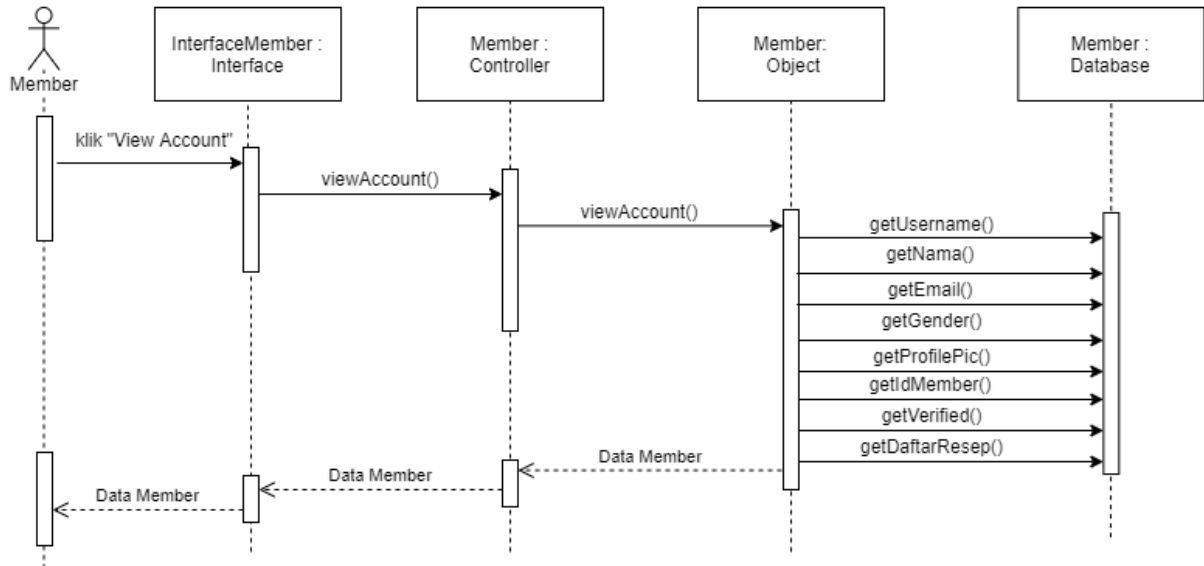 Member
InterfaceMember :
Interface
Member :
Controller
Member:
Object
Member :
Database
klik "View Account"
viewAccount()
viewAccount()
getUsername()
getNama()
getEmail()
getGender()
getProfilePic()
getIdMember()
getVerified()
getDaftarResep()
Data Member
Data Member
Data Member